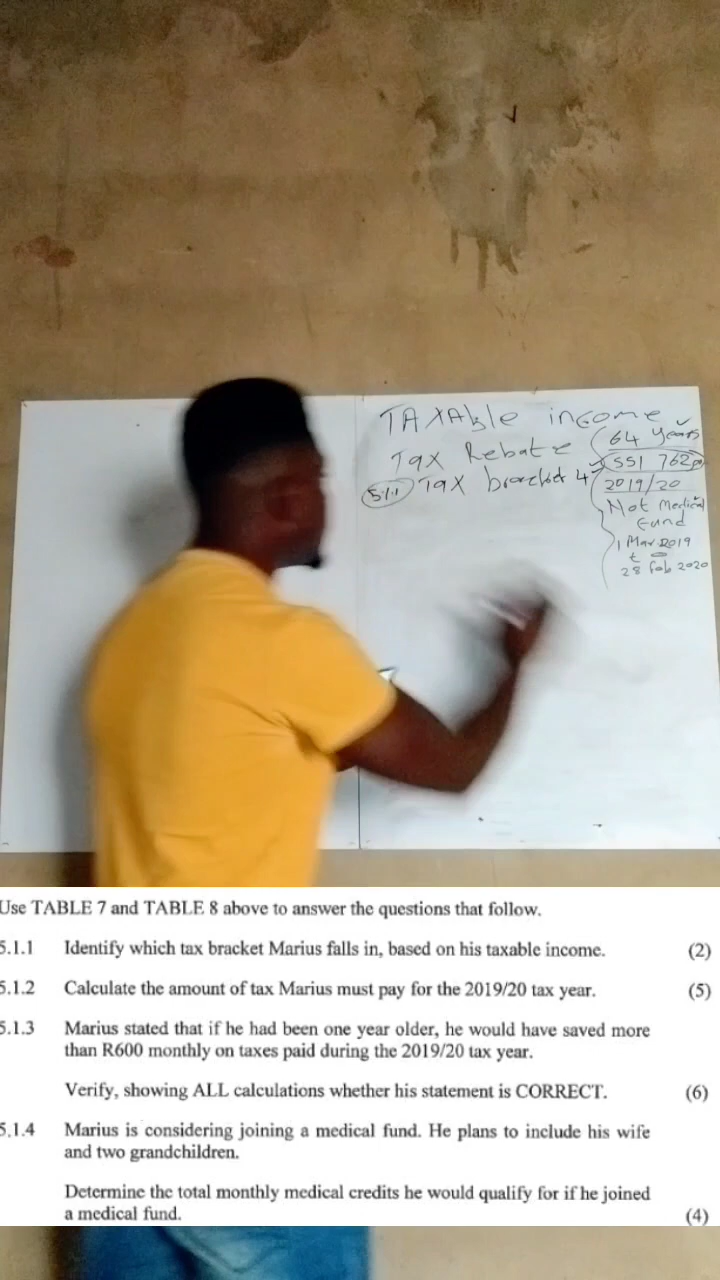 TAXAble income
Tax Rebate
5.1.1 Tax bracket 4
64 years
551 762
2019/20
Not Medical
Fund
1 Mar 2019
to
28 Feb 2020
Use TABLE 7 and TABLE 8 above to answer the questions that follow.
5.1.1 Identify which tax bracket Marius falls in, based on his taxable income. (2)
5.1.2 Calculate the amount of tax Marius must pay for the 2019/20 tax year. (5)
5.1.3 Marius stated that if he had been one year older, he would have saved more
than R600 monthly on taxes paid during the 2019/20 tax year.
Verify, showing ALL calculations whether his statement is CORRECT. (6)
5.1.4 Marius is considering joining a medical fund. He plans to include his wife
and two grandchildren.
Determine the total monthly medical credits he would qualify for if he joined
a medical fund. (4)